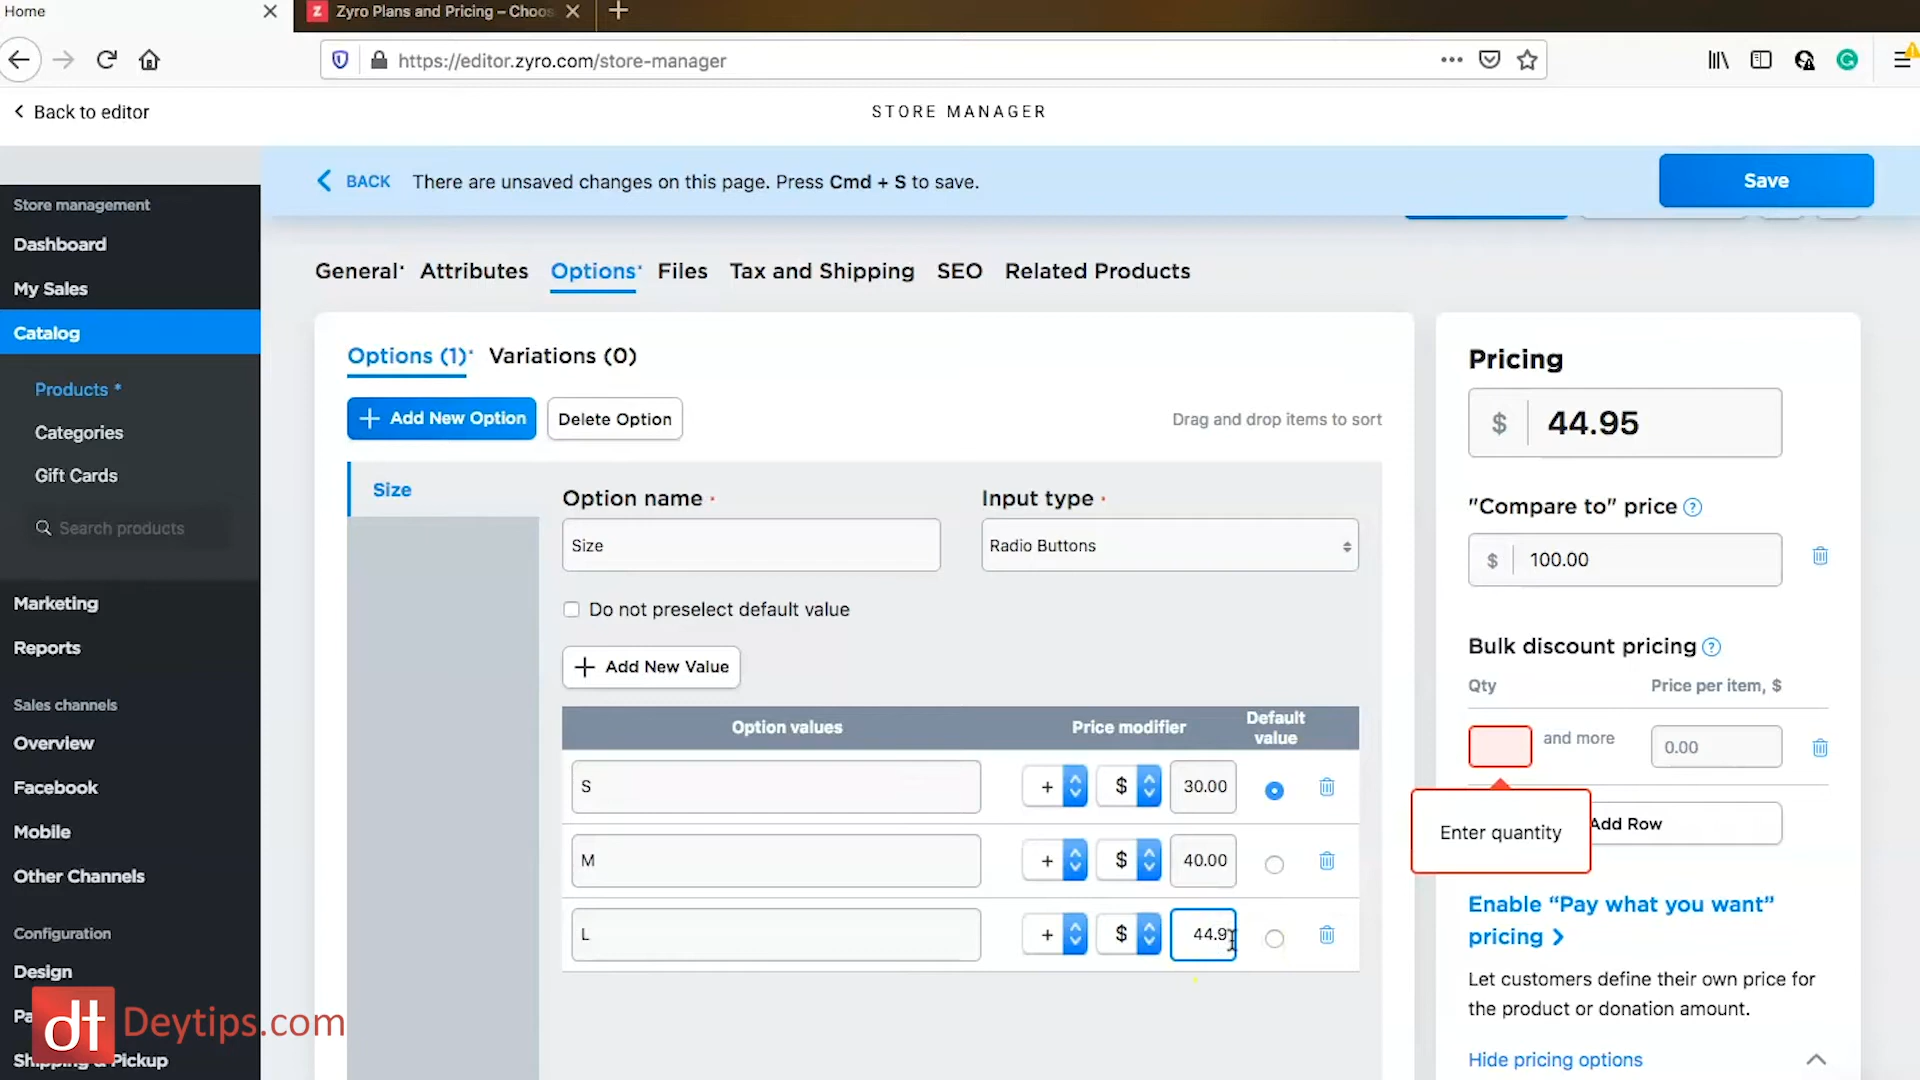 Home
Zyro Plans and Pricing – Choos
https://editor.zyro.com/store-manager
Back to editor
STORE MANAGER
BACK
There are unsaved changes on this page. Press Cmd + S to save.
Save
Store management
Dashboard
My Sales
Catalog
Products *
Categories
Gift Cards
Search products
Marketing
Reports
Sales channels
Overview
Facebook
Mobile
Other Channels
Configuration
Design
Pa
Shipping & Pickup
dt Deytips.com
General Attributes Options Files Tax and Shipping SEO Related Products
Options (1) Variations (0)
+ Add New Option
Delete Option
Drag and drop items to sort
Size
Option name
Input type
Size
Radio Buttons
Do not preselect default value
+ Add New Value
Option values Price modifier Default value
S + $ 30.00
M + $ 40.00
L + $ 44.9
Pricing
$ 44.95
"Compare to" price ?
$ 100.00
Bulk discount pricing ?
Qty Price per item, $
and more 0.00
Enter quantity
Add Row
Enable “Pay what you want”
pricing
Let customers define their own price for
the product or donation amount.
Hide pricing options